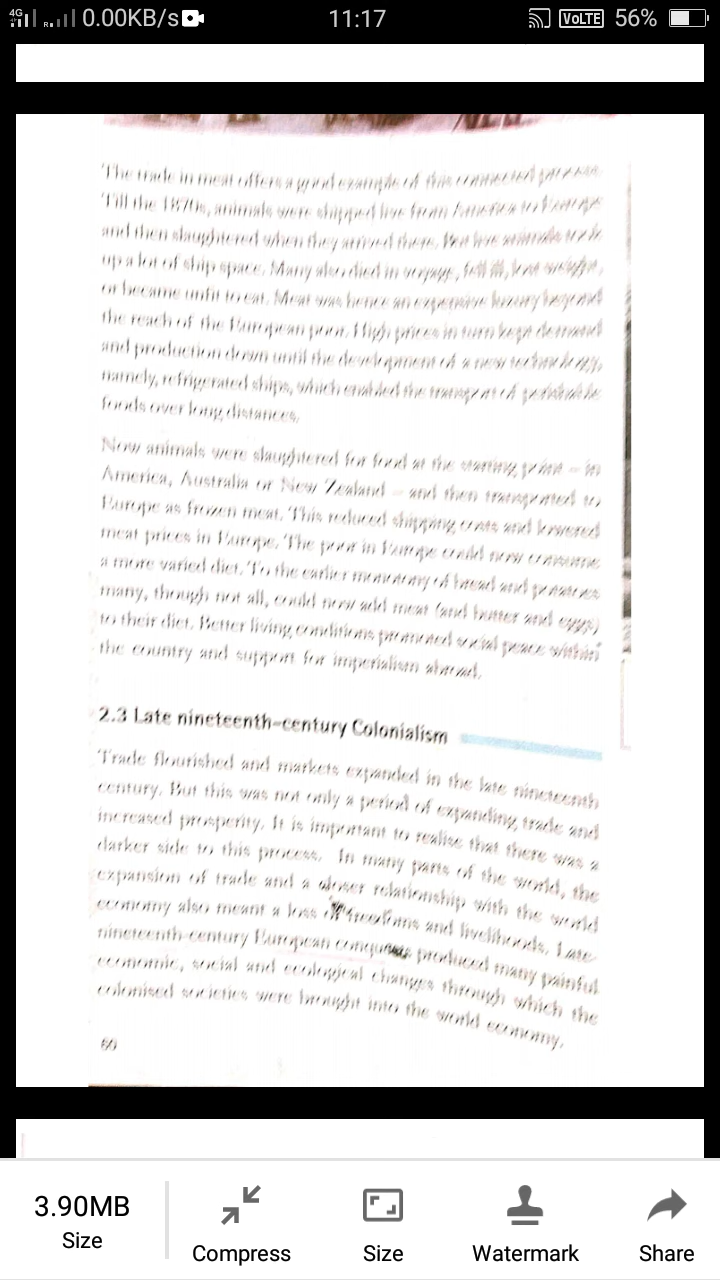 4G R 0.00KB/s 11:17 VoLTE 56%
The trade in meat offers a good example of this connected process.
Till the 1870s, animals were shipped live from America to Europe
and then slaughtered when they arrived there. But live animals took
up a lot of ship space. Many also died in voyage, fell ill, lost weight,
or became unfit to eat. Meat was hence an expensive luxury beyond
the reach of the European poor. High prices in turn kept demand
and production down until the development of a new technology,
namely, refrigerated ships, which enabled the transport of perishable
foods over long distances.
Now animals were slaughtered for food at the starting point – in
America, Australia or New Zealand – and then transported to
Europe as frozen meat. This reduced shipping costs and lowered
meat prices in Europe. The poor in Europe could now consume
a more varied diet. To the earlier monotony of bread and potatoes
many, though not all, could now add meat (and butter and eggs)
to their diet. Better living conditions promoted social peace within
the country and support for imperialism abroad.
2.3 Late nineteenth-century Colonialism
Trade flourished and markets expanded in the late nineteenth
century. But this was not only a period of expanding trade and
increased prosperity. It is important to realise that there was a
darker side to this process. In many parts of the world, the
expansion of trade and a closer relationship with the world
economy also meant a loss of freedoms and livelihoods. Late
nineteenth-century European conquests produced many painful
economic, social and ecological changes through which the
colonised societies were brought into the world economy.
60
3.90MB
Size Compress Size Watermark Share